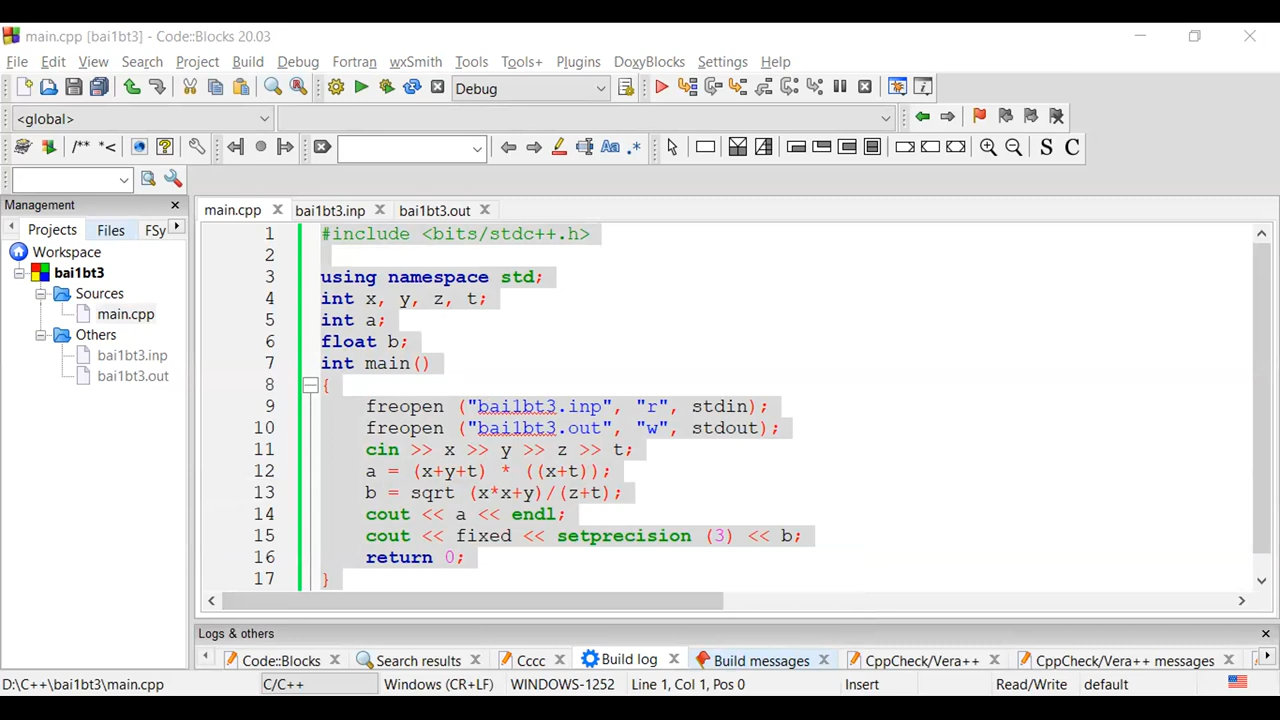 main.cpp [bai1bt3] - Code::Blocks 20.03
File Edit View Search Project Build Debug Fortran wxSmith Tools Tools+ Plugins DoxyBlocks Settings Help
Debug
<global>
/** *<
Aa .*
S C
Management
main.cpp bai1bt3.inp bai1bt3.out
Projects Files FSy
Workspace
bai1bt3
Sources
main.cpp
Others
bai1bt3.inp
bai1bt3.out
1 #include <bits/stdc++.h>
2
3 using namespace std;
4 int x, y, z, t;
5 int a;
6 float b;
7 int main()
8 {
9 freopen ("bai1bt3.inp", "r", stdin);
10 freopen ("bai1bt3.out", "w", stdout);
11 cin >> x >> y >> z >> t;
12 a = (x+y+t) * ((x+t));
13 b = sqrt (x*x+y)/(z+t);
14 cout << a << endl;
15 cout << fixed << setprecision (3) << b;
16 return 0;
17 }
Logs & others
Code::Blocks Search results Cccc Build log Build messages CppCheck/Vera++ CppCheck/Vera++ messages
D:\C++\bai1bt3\main.cpp C/C++ Windows (CR+LF) WINDOWS-1252 Line 1, Col 1, Pos 0 Insert Read/Write default